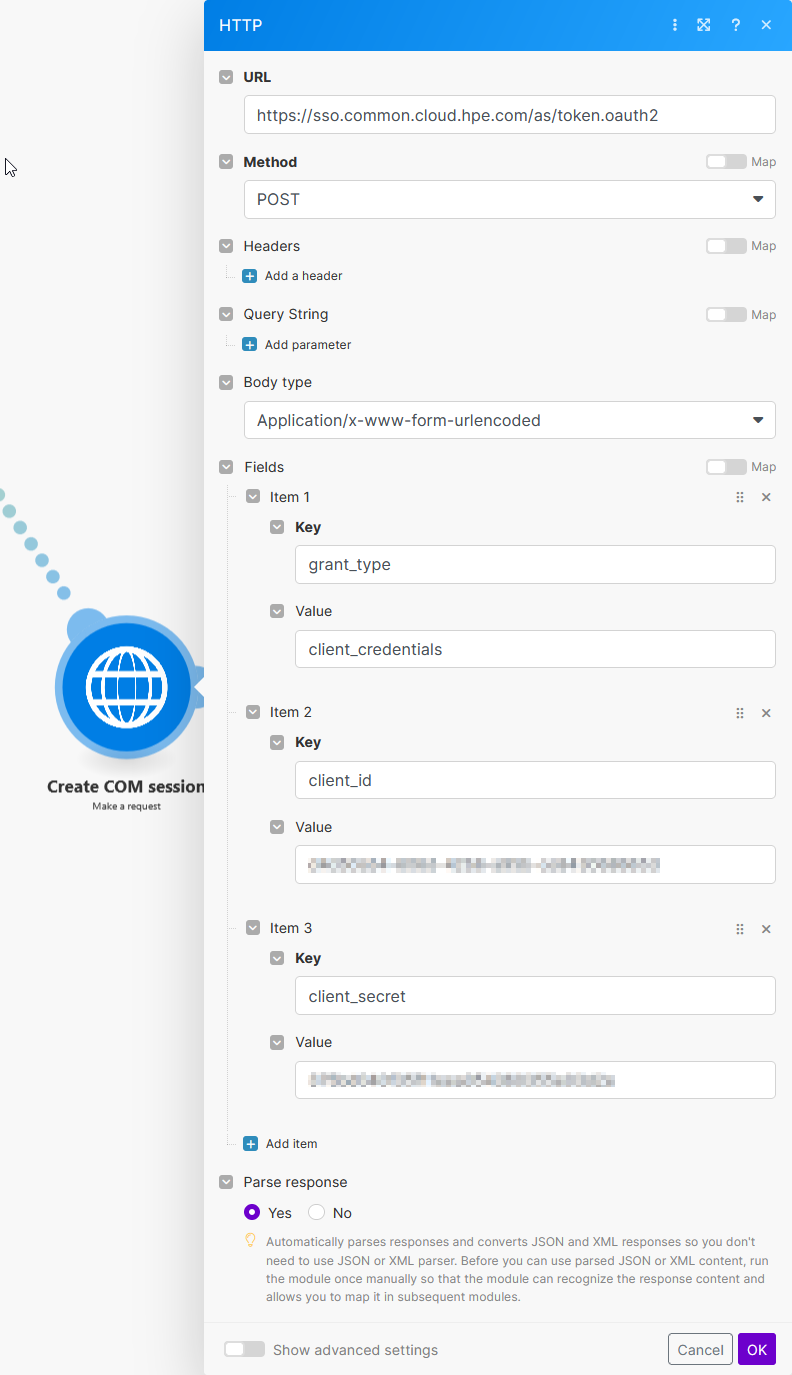 HTTP
?
URL
https://sso.common.cloud.hpe.com/as/token.oauth2
Method
Map
POST
Headers
Map
Add a header
Query String
Map
Add parameter
Body type
Application/x-www-form-urlencoded
Fields
Map
Item 1
Key
grant_type
Value
client_credentials
Item 2
Key
client_id
Value
Item 3
Key
client_secret
Value
Add item
Parse response
Yes
No
Automatically parses responses and converts JSON and XML responses so you don't
need to use JSON or XML parser. Before you can use parsed JSON or XML content, run
the module once manually so that the module can recognize the response content and
allows you to map it in subsequent modules.
Show advanced settings
Cancel
OK
Create COM session
Make a request